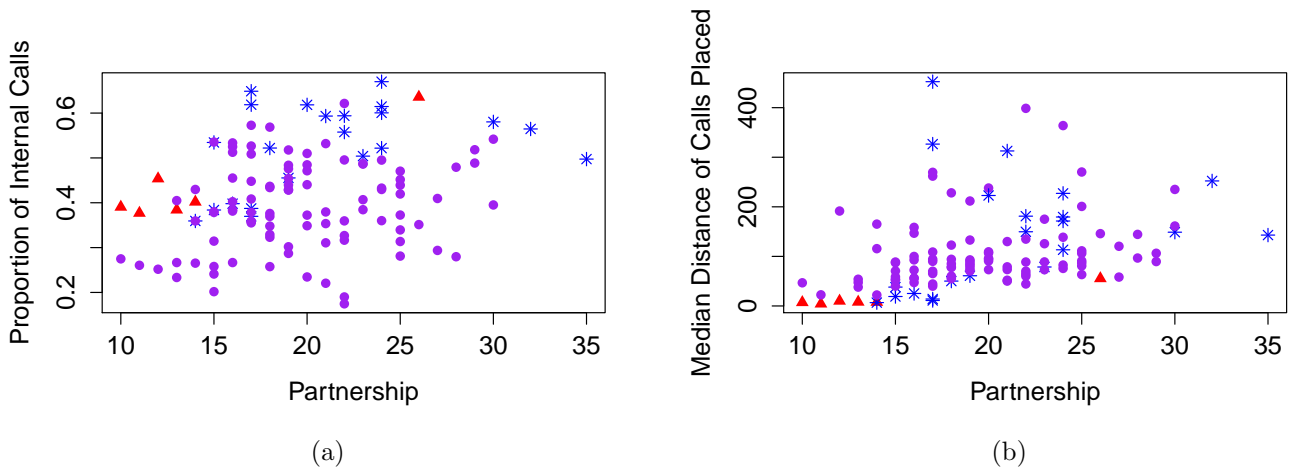 Proportion of Internal Calls
0.2 0.4 0.6
10 15 20 25 30 35
Partnership
(a)
Median Distance of Calls Placed
0 200 400
10 15 20 25 30 35
Partnership
(b)